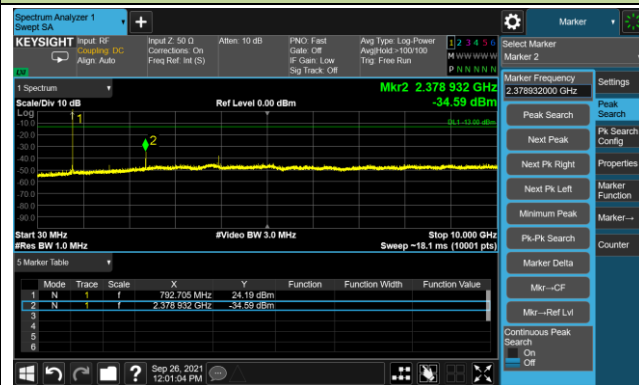 Spectrum Analyzer 1
Swept SA
Marker
KEYSIGHT
Input: RF
Coupling: DC
Align: Auto
Input Z: 50 Ω
Corrections: On
Freq Ref: Int (S)
Atten: 10 dB
PNO: Fast
Gate: Off
IF Gain: Low
Sig Track: Off
Avg Type: Log-Power
Avg|Hold:>100/100
Trig: Free Run
1 2 3 4 5 6
M W W W W W
P N N N N N
Select Marker
Marker 2
1 Spectrum
Mkr2 2.378 932 GHz
Scale/Div 10 dB
Ref Level 0.00 dBm
-34.59 dBm
Log
DL1 -13.00 dBm
-10.0
-20.0
-30.0
-40.0
-50.0
-60.0
-70.0
-80.0
-90.0
1
2
Start 30 MHz
#Video BW 3.0 MHz
Stop 10.000 GHz
#Res BW 1.0 MHz
Sweep ~18.1 ms (10001 pts)
5 Marker Table
Mode Trace Scale X Y Function Function Width Function Value
1 N 1 f 792.705 MHz 24.19 dBm
2 N 1 f 2.378 932 GHz -34.59 dBm
3
4
5
6
Marker Frequency
2.378932000 GHz
Peak Search
Next Peak
Next Pk Right
Next Pk Left
Minimum Peak
Pk-Pk Search
Marker Delta
Mkr→CF
Mkr→Ref Lvl
Continuous Peak
Search
On
Off
Settings
Peak
Search
Pk Search
Config
Properties
Marker
Function
Marker→
Counter
Sep 26, 2021
12:01:04 PM